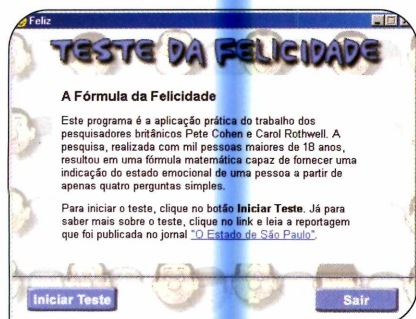 Feliz
TESTE DA FELICIDADE
A Fórmula da Felicidade
Este programa é a aplicação prática do trabalho dos
pesquisadores britânicos Pete Cohen e Carol Rothwell. A
pesquisa, realizada com mil pessoas maiores de 18 anos,
resultou em uma fórmula matemática capaz de fornecer uma
indicação do estado emocional de uma pessoa a partir de
apenas quatro perguntas simples.
Para iniciar o teste, clique no botão Iniciar Teste. Já para
saber mais sobre o teste, clique no link e leia a reportagem
que foi publicada no jornal "O Estado de São Paulo".
Iniciar Teste Sair